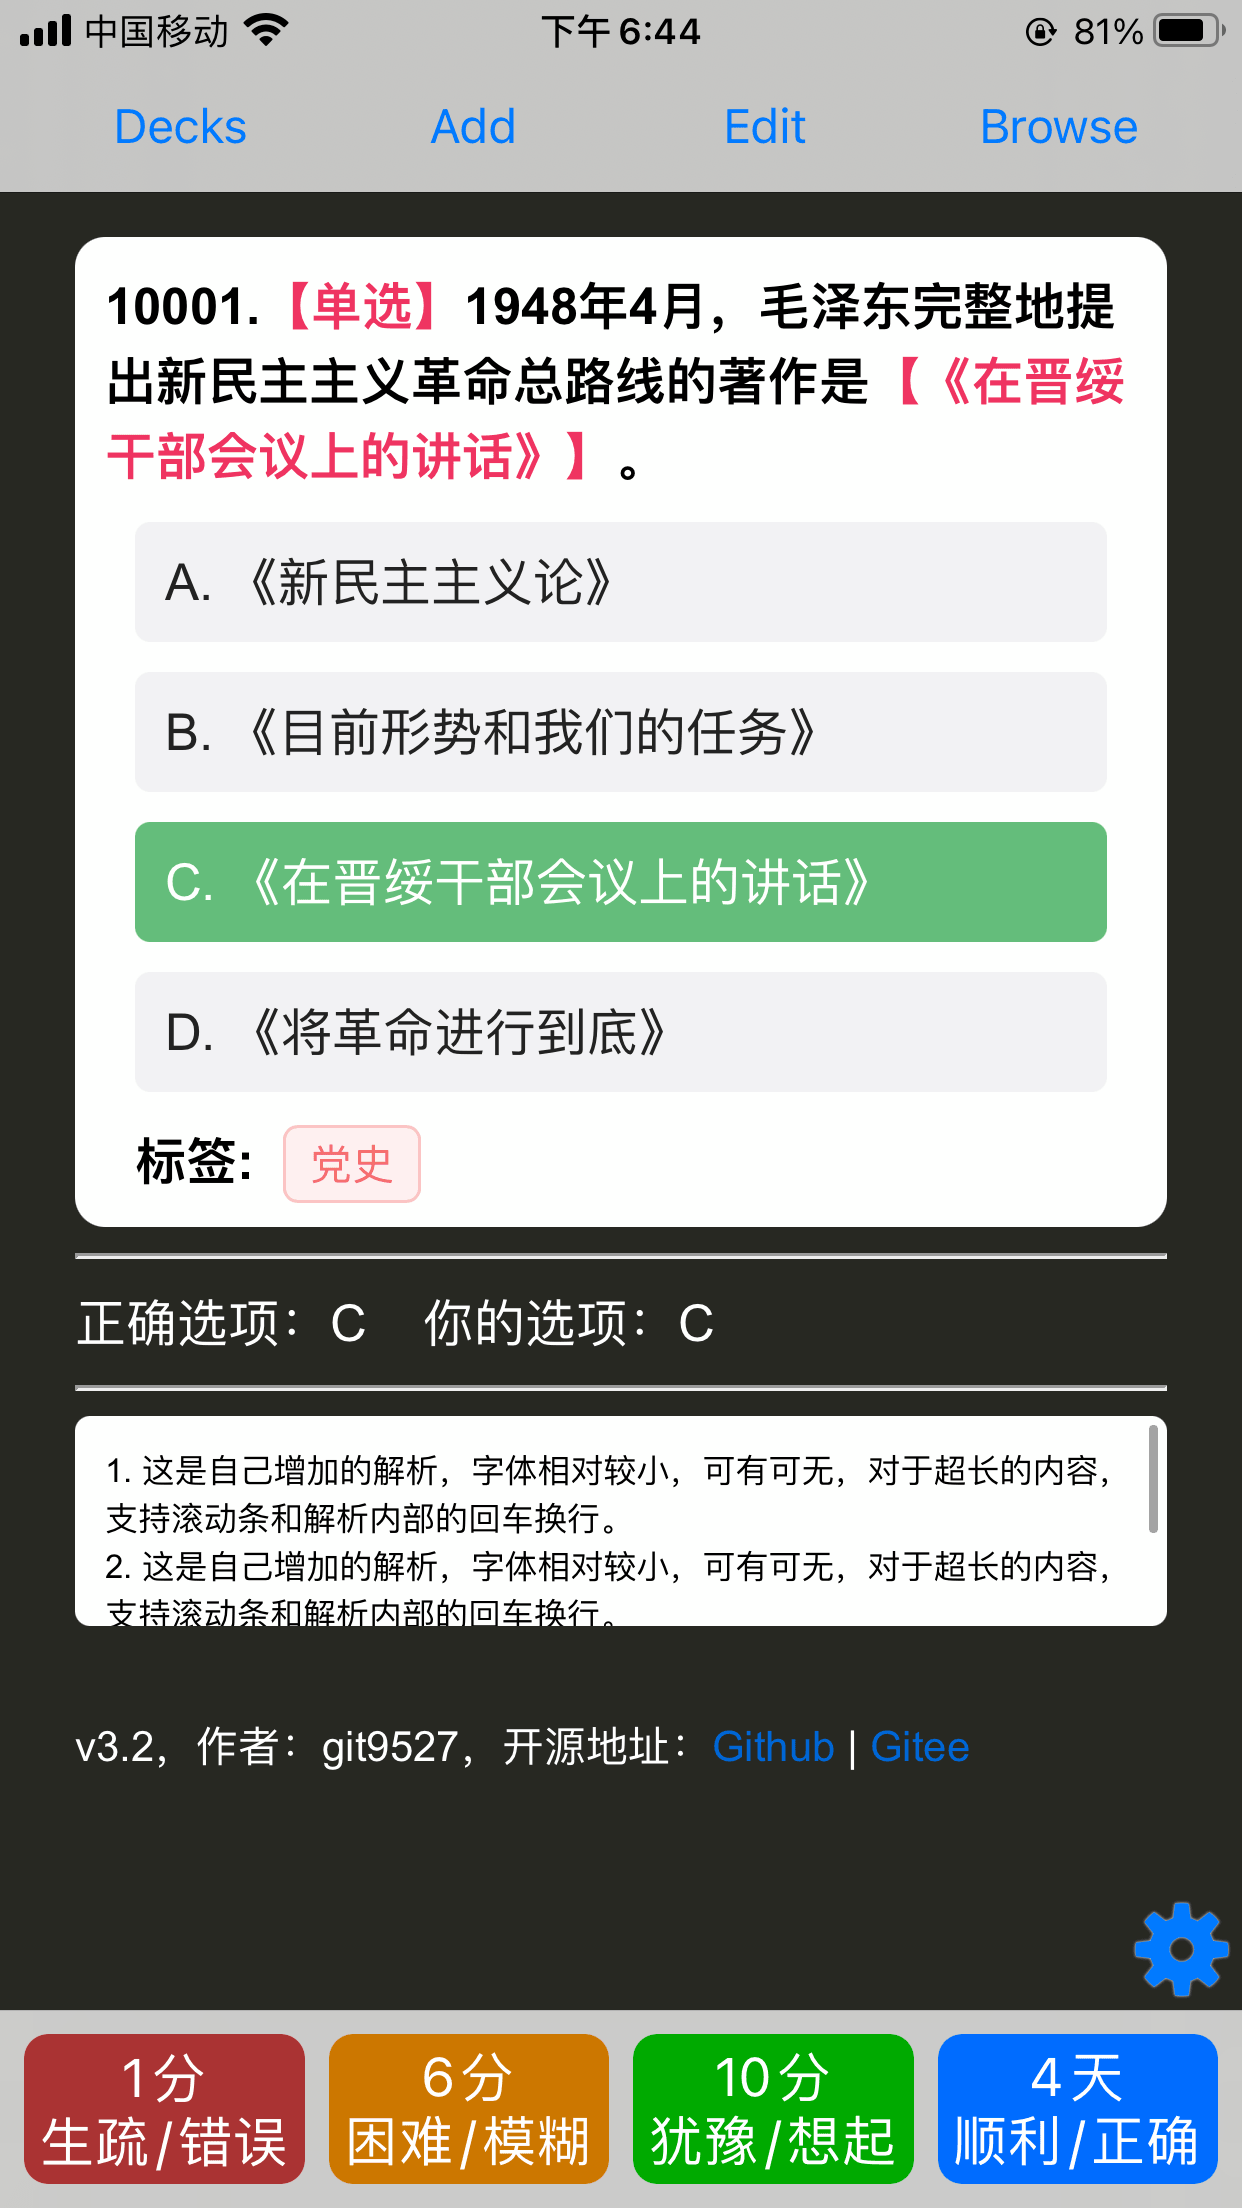 中国移动 下午 6:44 81%
Decks Add Edit Browse
10001.【单选】1948年4月，毛泽东完整地提
出新民主主义革命总路线的著作是【《在晋绥
干部会议上的讲话》】。
A. 《新民主主义论》
B. 《目前形势和我们的任务》
C. 《在晋绥干部会议上的讲话》
D. 《将革命进行到底》
标签: 党史
正确选项：C 你的选项：C
1. 这是自己增加的解析，字体相对较小，可有可无，对于超长的内容，
支持滚动条和解析内部的回车换行。
2. 这是自己增加的解析，字体相对较小，可有可无，对于超长的内容，
支持滚动条和解析内部的回车换行。
v3.2，作者：git9527，开源地址：Github | Gitee
1分 6分 10分 4天
生疏/错误 困难/模糊 犹豫/想起 顺利/正确